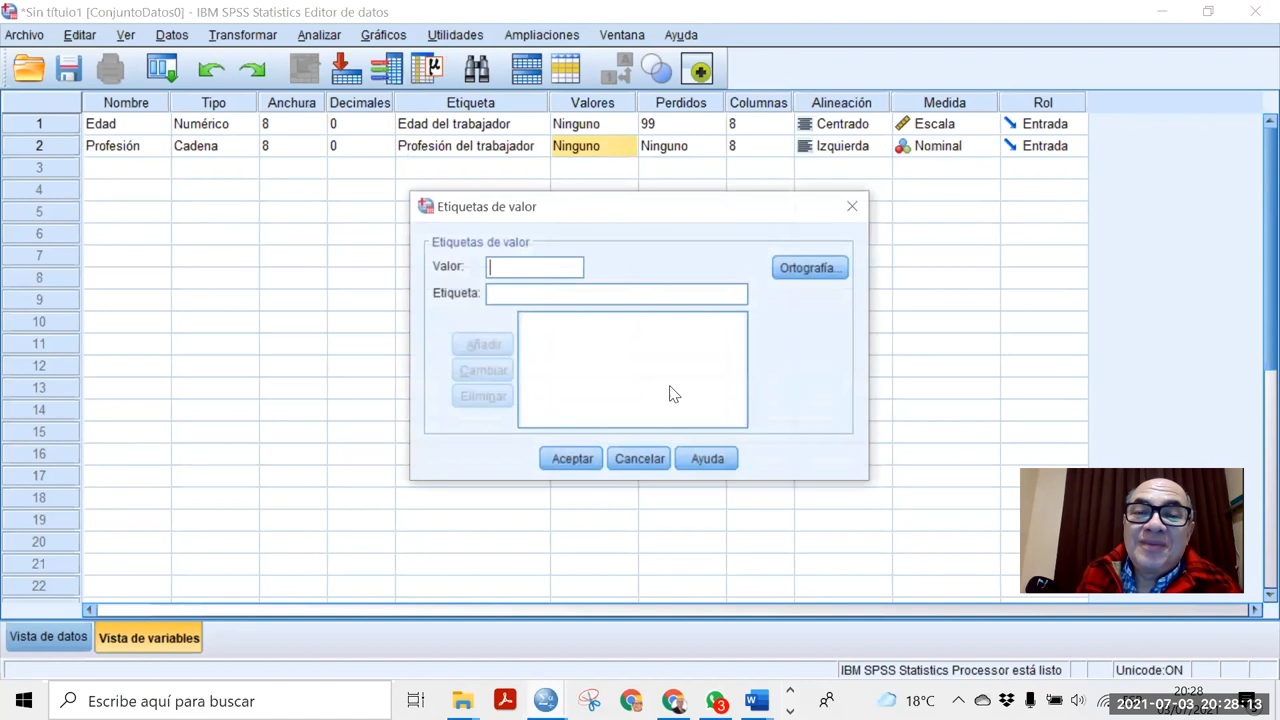 *Sin título1 [ConjuntoDatos0] - IBM SPSS Statistics Editor de datos
Archivo Editar Ver Datos Transformar Analizar Gráficos Utilidades Ampliaciones Ventana Ayuda
Nombre Tipo Anchura Decimales Etiqueta Valores Perdidos Columnas Alineación Medida Rol
1 Edad Numérico 8 0 Edad del trabajador Ninguno 99 8 Centrado Escala Entrada
2 Profesión Cadena 8 0 Profesión del trabajador Ninguno Ninguno 8 Izquierda Nominal Entrada
3
4
5
6
7
8
9
10
11
12
13
14
15
16
17
18
19
20
21
22
Etiquetas de valor
Etiquetas de valor
Valor:
Ortografía...
Etiqueta:
Añadir
Cambiar
Eliminar
Aceptar Cancelar Ayuda
Vista de datos Vista de variables
IBM SPSS Statistics Processor está listo Unicode:ON
Escribe aquí para buscar
3
18°C
20:28
2021-07-03 20:28:13